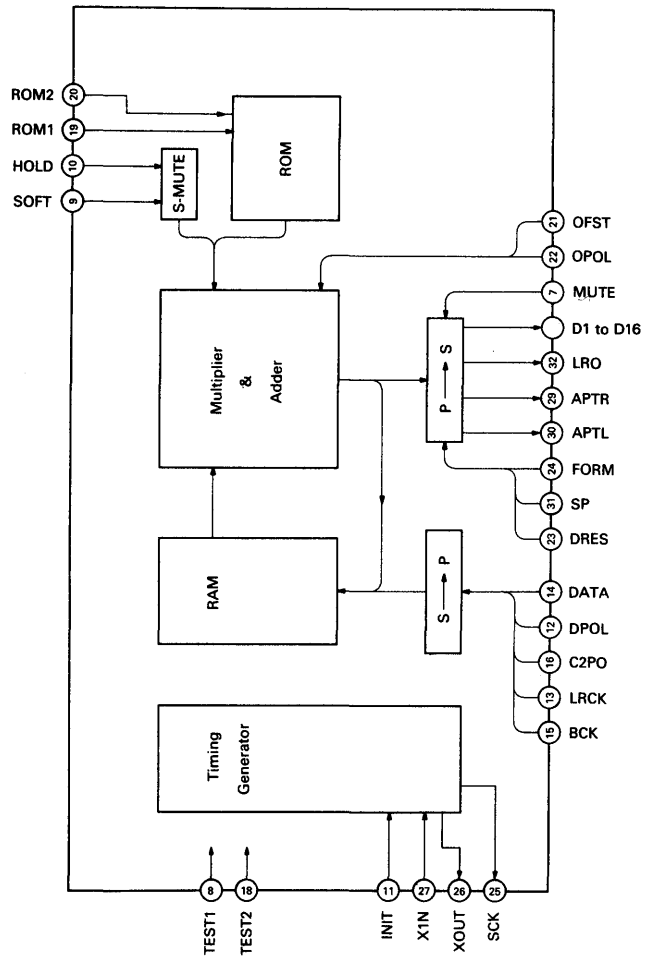 ROM2
20
ROM1
19
HOLD
10
SOFT
9
S-MUTE
ROM
Multiplier
&
Adder
RAM
P S
S P
Timing
Generator
21
OFST
22
OPOL
7
MUTE
D1 to D16
32
LRO
29
APTR
30
APTL
24
FORM
31
SP
23
DRES
14
DATA
12
DPOL
16
C2PO
13
LRCK
15
BCK
8
TEST1
18
TEST2
11
INIT
27
X1N
26
XOUT
25
SCK